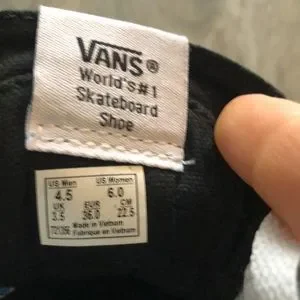 VANS®
World's #1
Skateboard
Shoe
US Men US Women
4.5 6.0
UK EUR CM
3.5 36.0 22.5
Made in Vietnam
Fabriqué en Vietnam